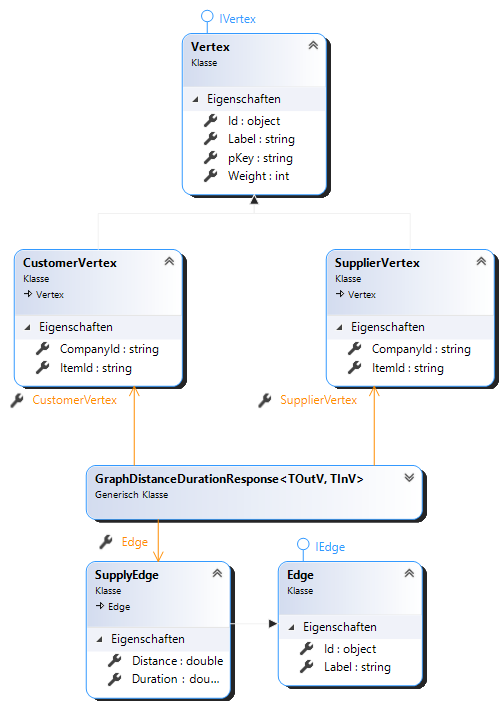 IVertex
Vertex
Klasse
Eigenschaften
Id : object
Label : string
pKey : string
Weight : int
CustomerVertex
Klasse
→ Vertex
Eigenschaften
CompanyId : string
ItemId : string
SupplierVertex
Klasse
→ Vertex
Eigenschaften
CompanyId : string
ItemId : string
CustomerVertex
SupplierVertex
GraphDistanceDurationResponse<TOutV, TInV>
Generisch Klasse
Edge
IEdge
SupplyEdge
Klasse
→ Edge
Eigenschaften
Distance : double
Duration : dou...
Edge
Klasse
Eigenschaften
Id : object
Label : string